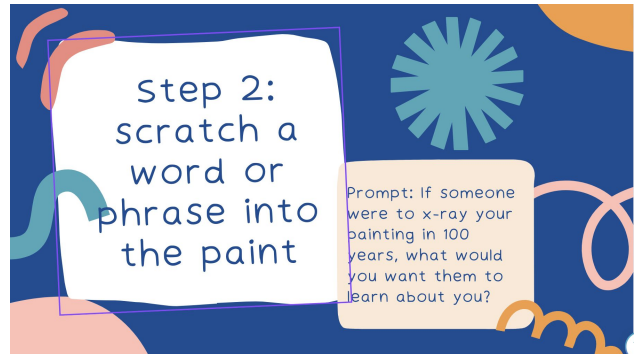 Step 2:
scratch a
word or
phrase into
the paint
Prompt: If someone
were to x-ray your
painting in 100
years, what would
you want them to
learn about you?